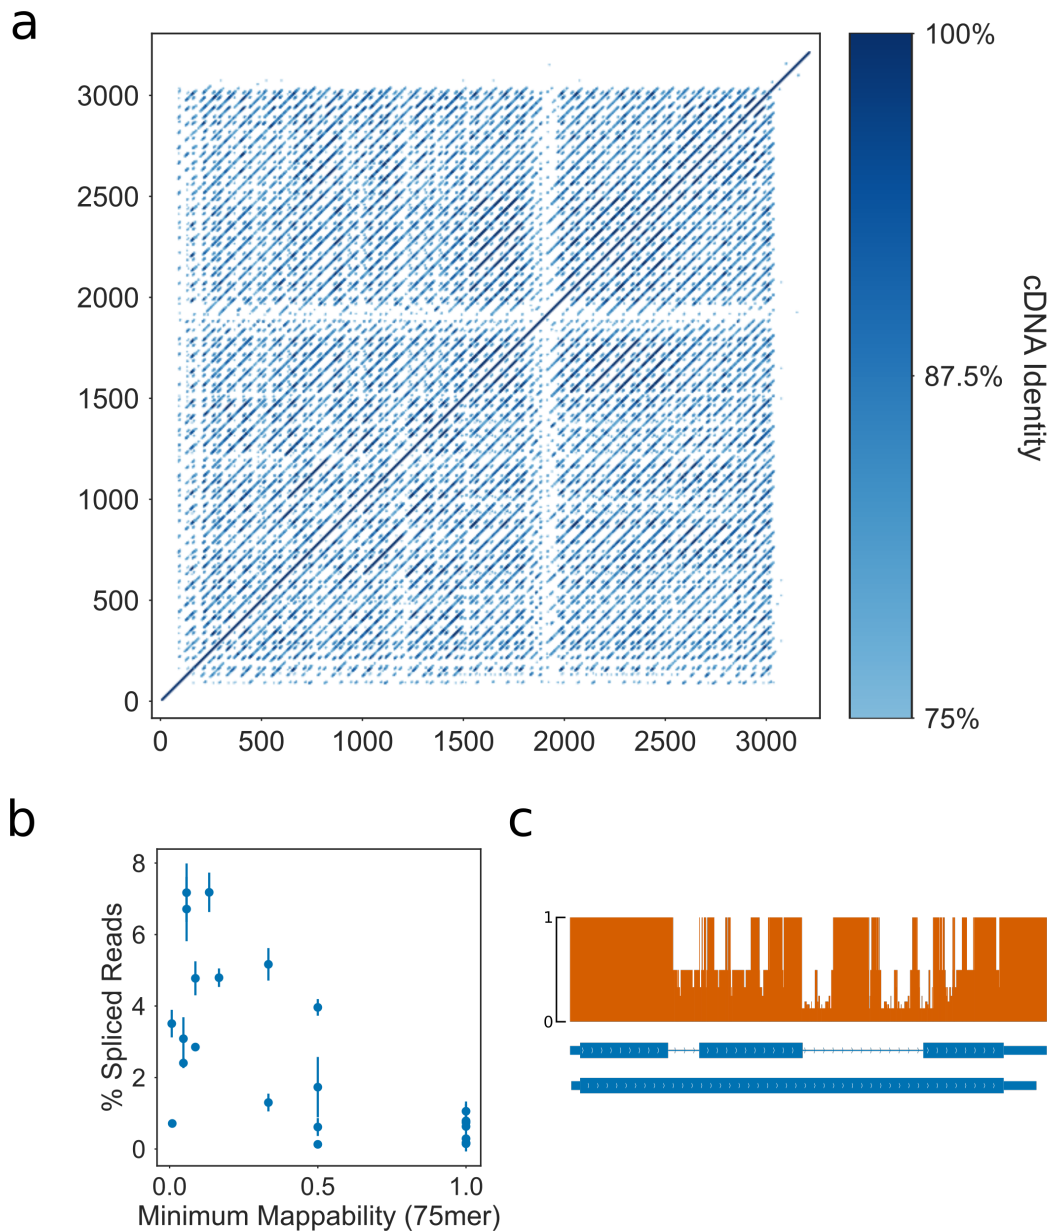 a
3000
2500
2000
1500
1000
500
0
0 500 1000 1500 2000 2500 3000
100%
87.5%
75%
cDNA Identity
b
8
6
4
2
0
% Spliced Reads
0.0 0.5 1.0
Minimum Mappability (75mer)
c
1
0